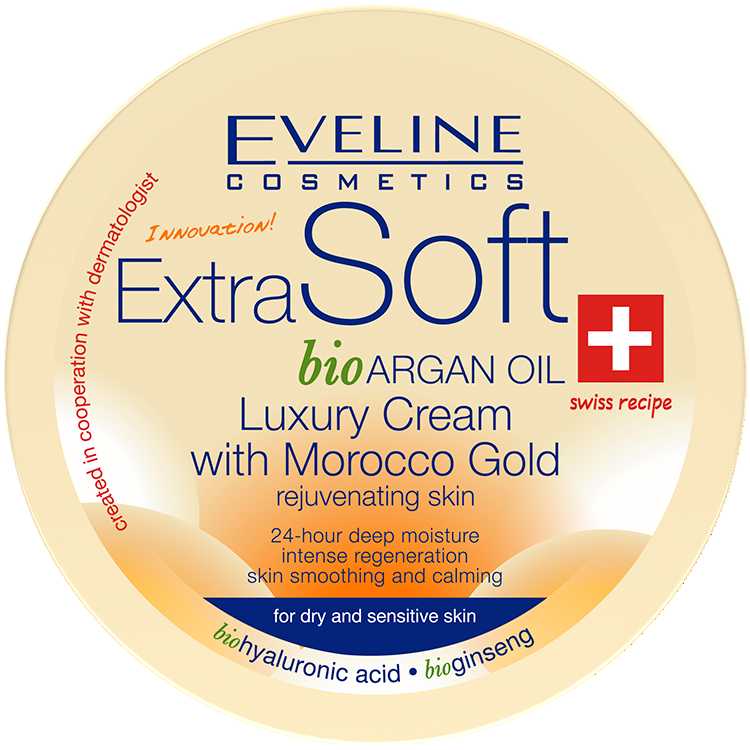 EVELINE
COSMETICS
created in cooperation with dermatologist
Innovation!
Extra Soft
bio ARGAN OIL
swiss recipe
Luxury Cream
with Morocco Gold
rejuvenating skin
24-hour deep moisture
intense regeneration
skin smoothing and calming
for dry and sensitive skin
biohyaluronic acid • bioginseng